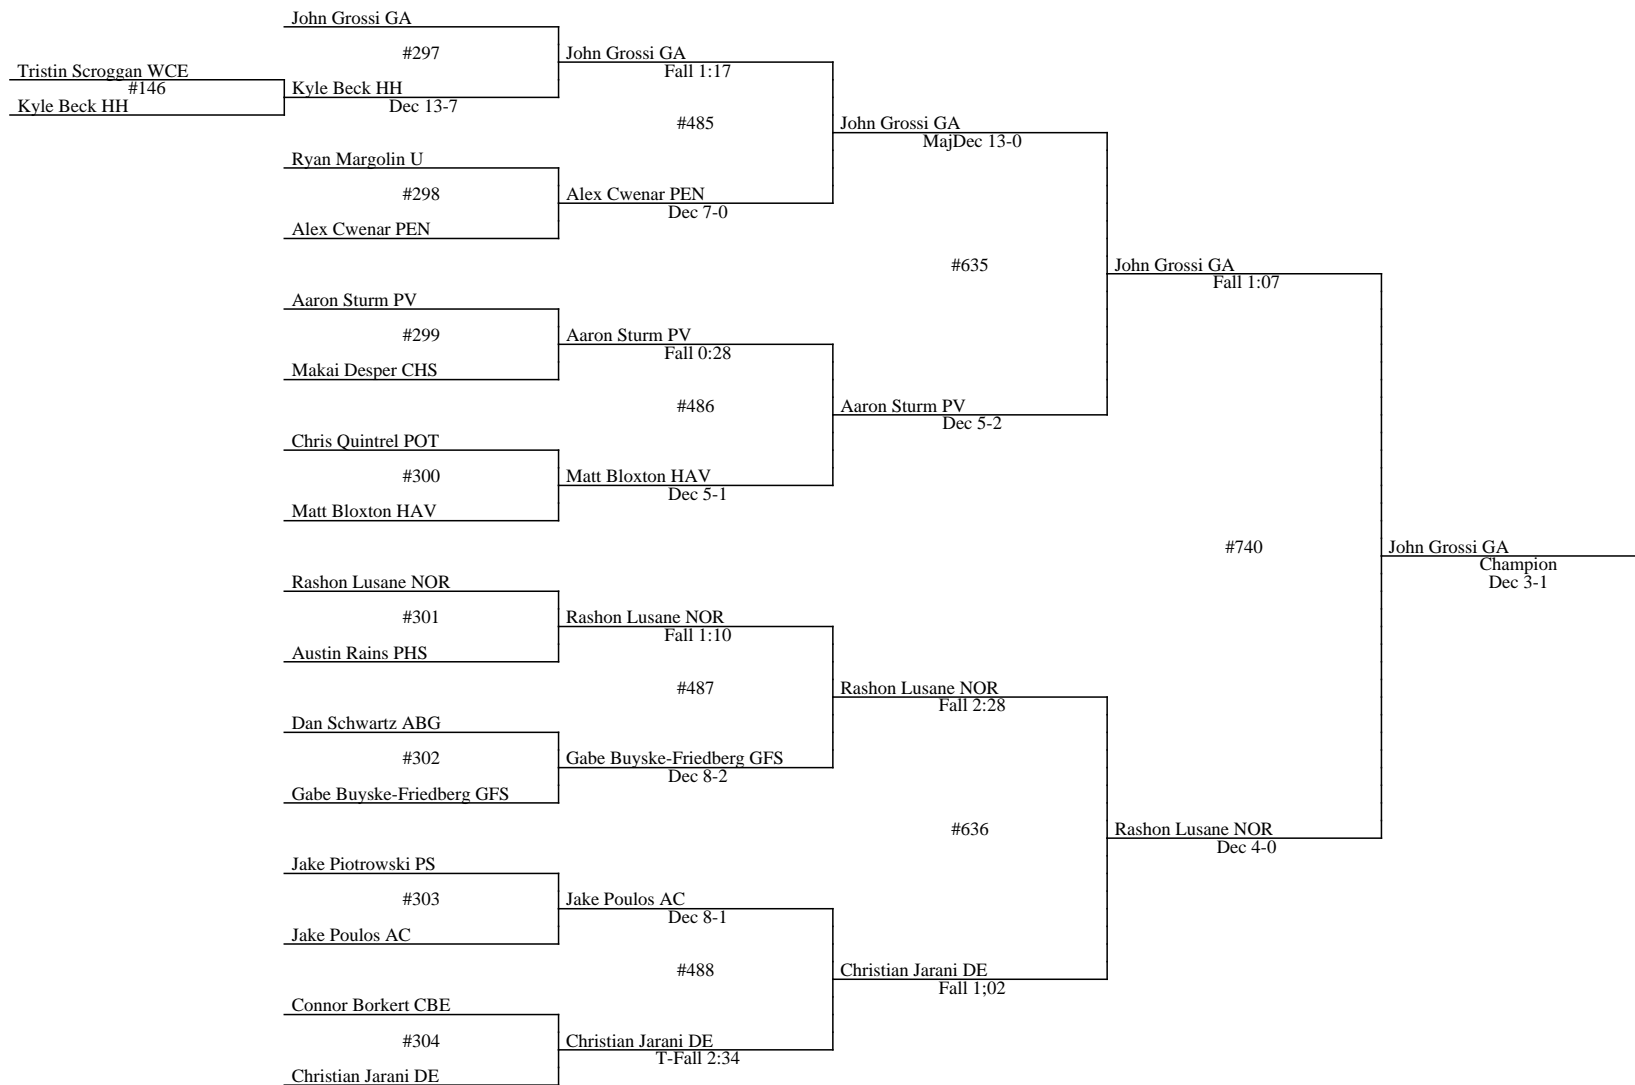 John Grossi GA
#297
John Grossi GA
Fall 1:17
Tristin Scroggan WCE
#146
Kyle Beck HH
Kyle Beck HH
Dec 13-7
#485
John Grossi GA
MajDec 13-0
Ryan Margolin U
#298
Alex Cwenar PEN
Dec 7-0
Alex Cwenar PEN
#635
John Grossi GA
Fall 1:07
Aaron Sturm PV
#299
Aaron Sturm PV
Fall 0:28
Makai Desper CHS
#486
Aaron Sturm PV
Dec 5-2
Chris Quintrel POT
#300
Matt Bloxton HAV
Dec 5-1
Matt Bloxton HAV
#740
John Grossi GA
Champion
Dec 3-1
Rashon Lusane NOR
#301
Rashon Lusane NOR
Fall 1:10
Austin Rains PHS
#487
Rashon Lusane NOR
Fall 2:28
Dan Schwartz ABG
#302
Gabe Buyske-Friedberg GFS
Dec 8-2
Gabe Buyske-Friedberg GFS
#636
Rashon Lusane NOR
Dec 4-0
Jake Piotrowski PS
#303
Jake Poulos AC
Dec 8-1
Jake Poulos AC
#488
Christian Jarani DE
Fall 1;02
Connor Borkert CBE
#304
Christian Jarani DE
T-Fall 2:34
Christian Jarani DE